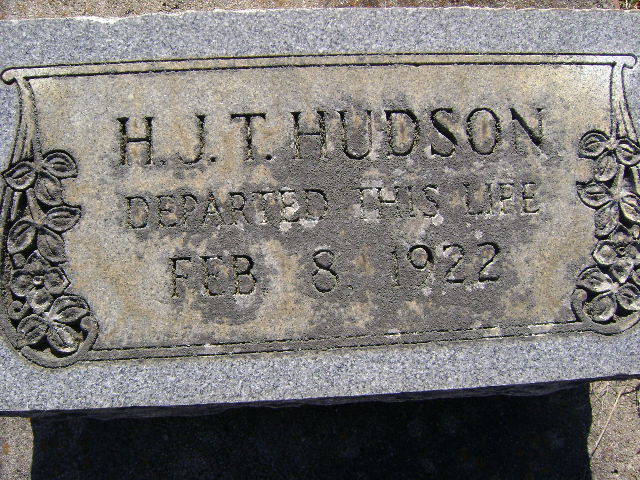 H. J. T. HUDSON
DEPARTED THIS LIFE
FEB 8. 1922